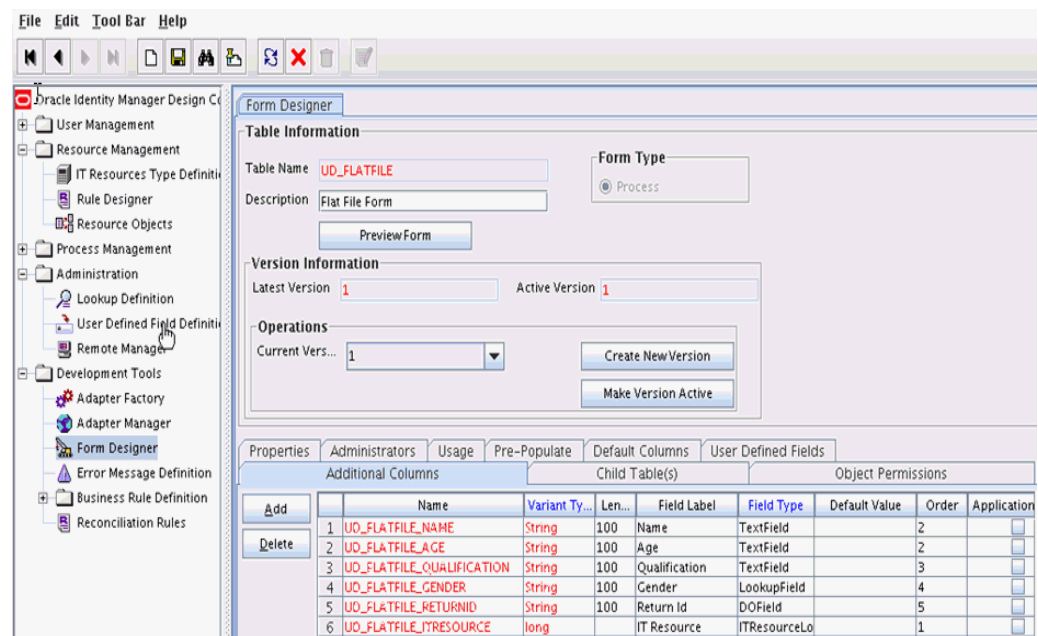 File Edit Tool Bar Help
Oracle Identity Manager Design Co
User Management
Resource Management
IT Resources Type Definiti
Rule Designer
Resource Objects
Process Management
Administration
Lookup Definition
User Defined Field Definiti
Remote Manager
Development Tools
Adapter Factory
Adapter Manager
Form Designer
Error Message Definition
Business Rule Definition
Reconciliation Rules
Form Designer
Table Information
Table Name UD_FLATFILE
Description Flat File Form
Form Type
Process
Preview Form
Version Information
Latest Version 1 Active Version 1
Operations
Current Vers... 1
Create New Version
Make Version Active
Properties Administrators Usage Pre-Populate Default Columns User Defined Fields
Additional Columns Child Table(s) Object Permissions
Add
Delete
Name Variant Ty... Len... Field Label Field Type Default Value Order Application
1 UD_FLATFILE_NAME String 100 Name TextField 2
2 UD_FLATFILE_AGE String 100 Age TextField 2
3 UD_FLATFILE_QUALIFICATION String 100 Qualification TextField 3
4 UD_FLATFILE_GENDER String 100 Gender LookupField 4
5 UD_FLATFILE_RETURNID String 100 Return Id DOField 5
6 UD_FLATFILE_ITRESOURCE long IT Resource ITResourceLo 1